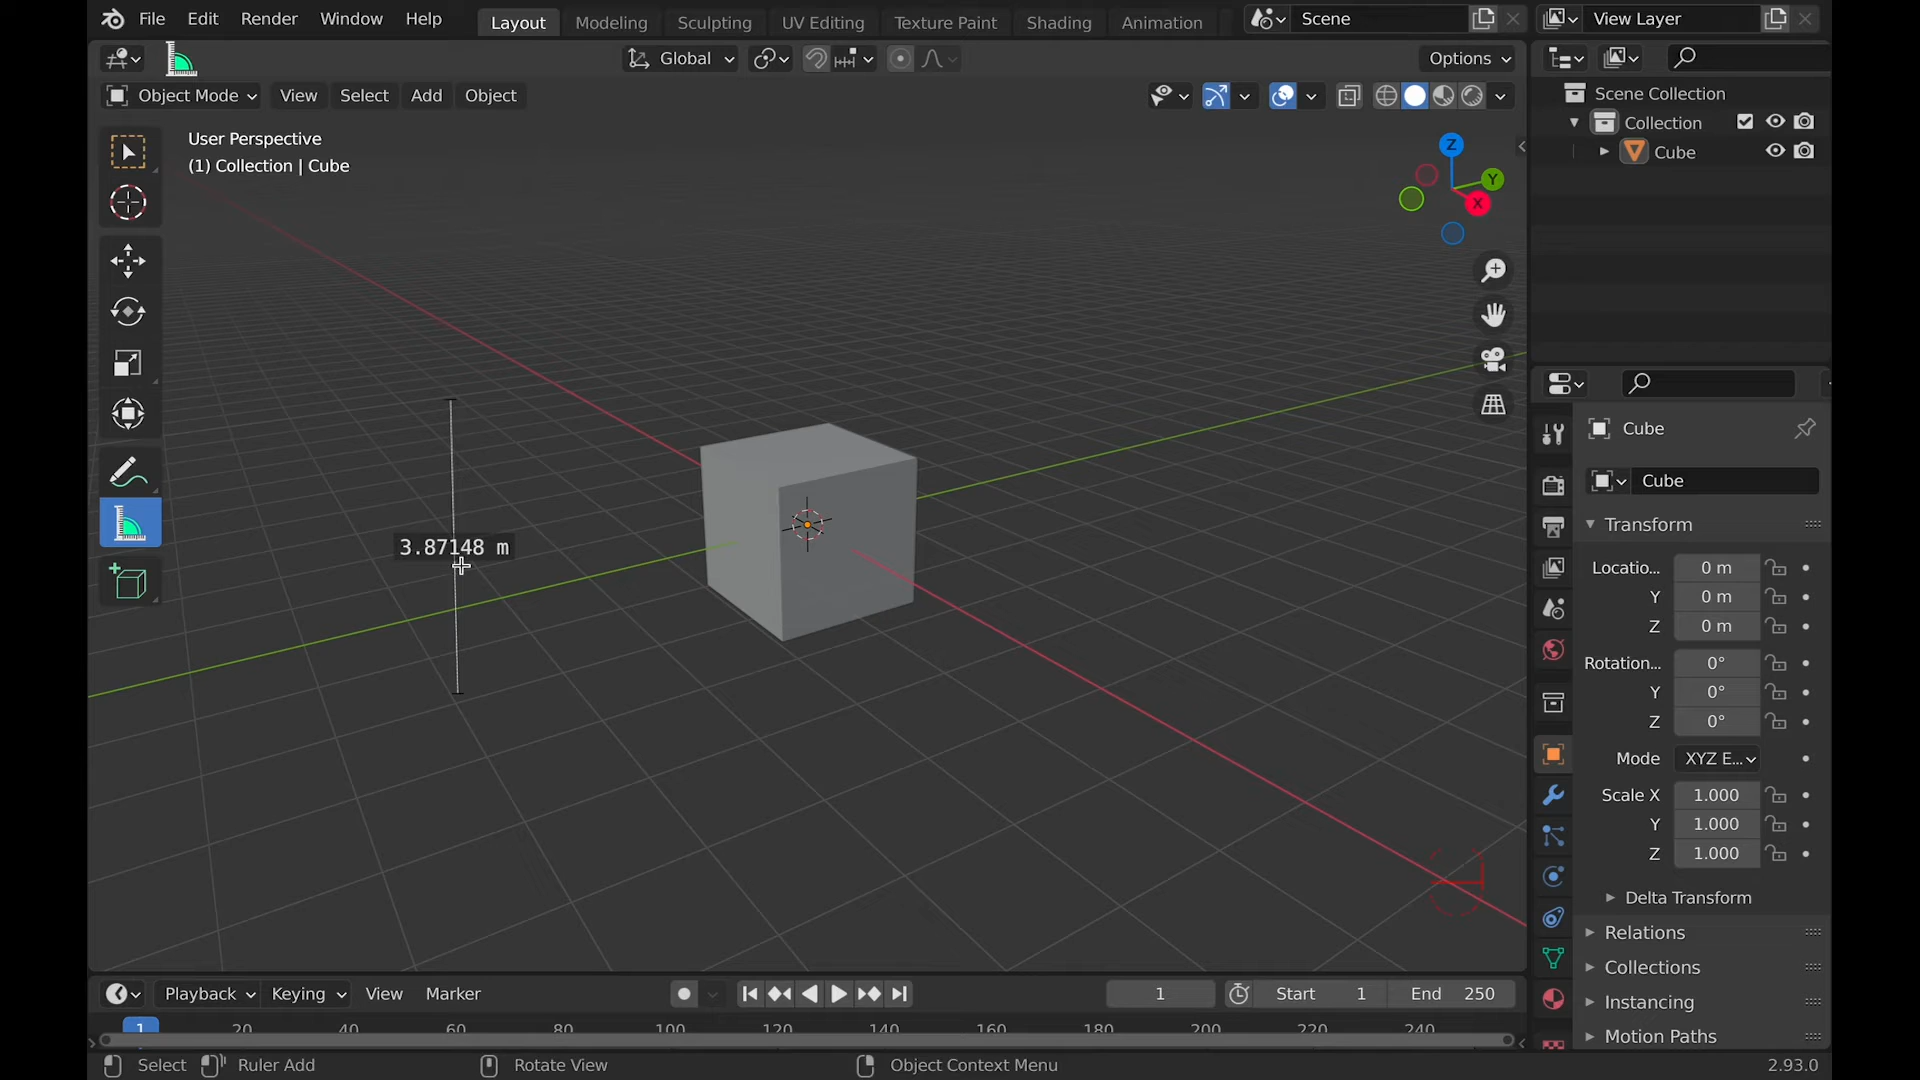 File Edit Render Window Help Layout Modeling Sculpting UV Editing Texture Paint Shading Animation Scene View Layer
Global Options
Object Mode View Select Add Object
User Perspective
(1) Collection | Cube
Z
Y
X
3.87148 m
Scene Collection
Collection
Cube
Cube
Cube
Transform
Locatio... 0 m
Y 0 m
Z 0 m
Rotation... 0°
Y 0°
Z 0°
Mode XYZ E...
Scale X 1.000
Y 1.000
Z 1.000
Delta Transform
Relations
Collections
Instancing
Motion Paths
Playback Keying View Marker 1 Start 1 End 250
1 20 40 60 80 100 120 140 160 180 200 220 240
Select Ruler Add Rotate View Object Context Menu 2.93.0